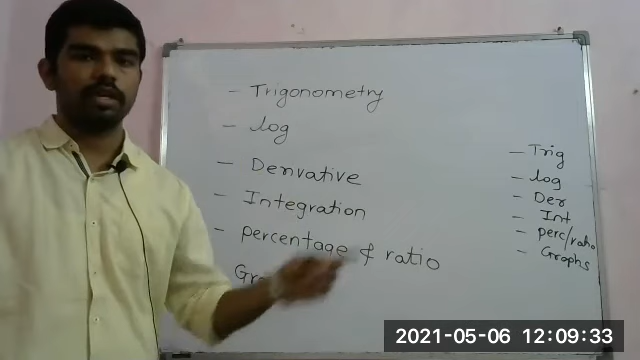 - Trigonometry
- log
- Derivative
- Integration
- percentage & ratio
- Trig
- log
- Der
- Int
- perc/ratio
- Graphs
2021-05-06 12:09:33